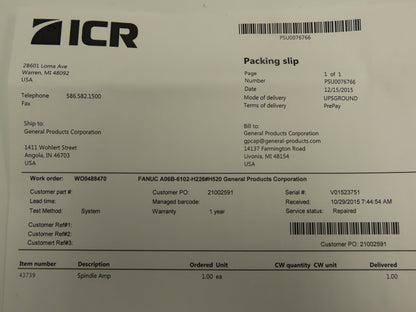 ICR
PSU0076766
28601 Lorna Ave
Warren, MI 48092
USA
Telephone 586.582.1500
Fax
Packing slip
Page 1 of 1
PSU0076766
Date 12/15/2015
Mode of delivery UPSGROUND
Terms of delivery PrePay
Ship to:
General Products Corporation
1411 Wohlert Street
Angola, IN 46703
USA
Bill to:
General Products Corporation
gpcap@general-products.com
14137 Farmington Road
Livonia, MI 48154
USA
Work order: WO0488470 FANUC A06B-6102-H226#H520 General Products Corporation
Customer part #: Customer PO: 21002591 Serial #: V01523751
Lead time: Managed barcode: Received: 10/29/2015 7:44:54 AM
Test Method: System Warranty: 1 year Service status: Repaired
Customer Ref#1:
Customer Ref#2:
Customert Ref#3: Customer PO: 21002591
Item number Description Ordered Unit CW quantity CW unit Delivered
43739 Spindle Amp 1.00 ea 1.00